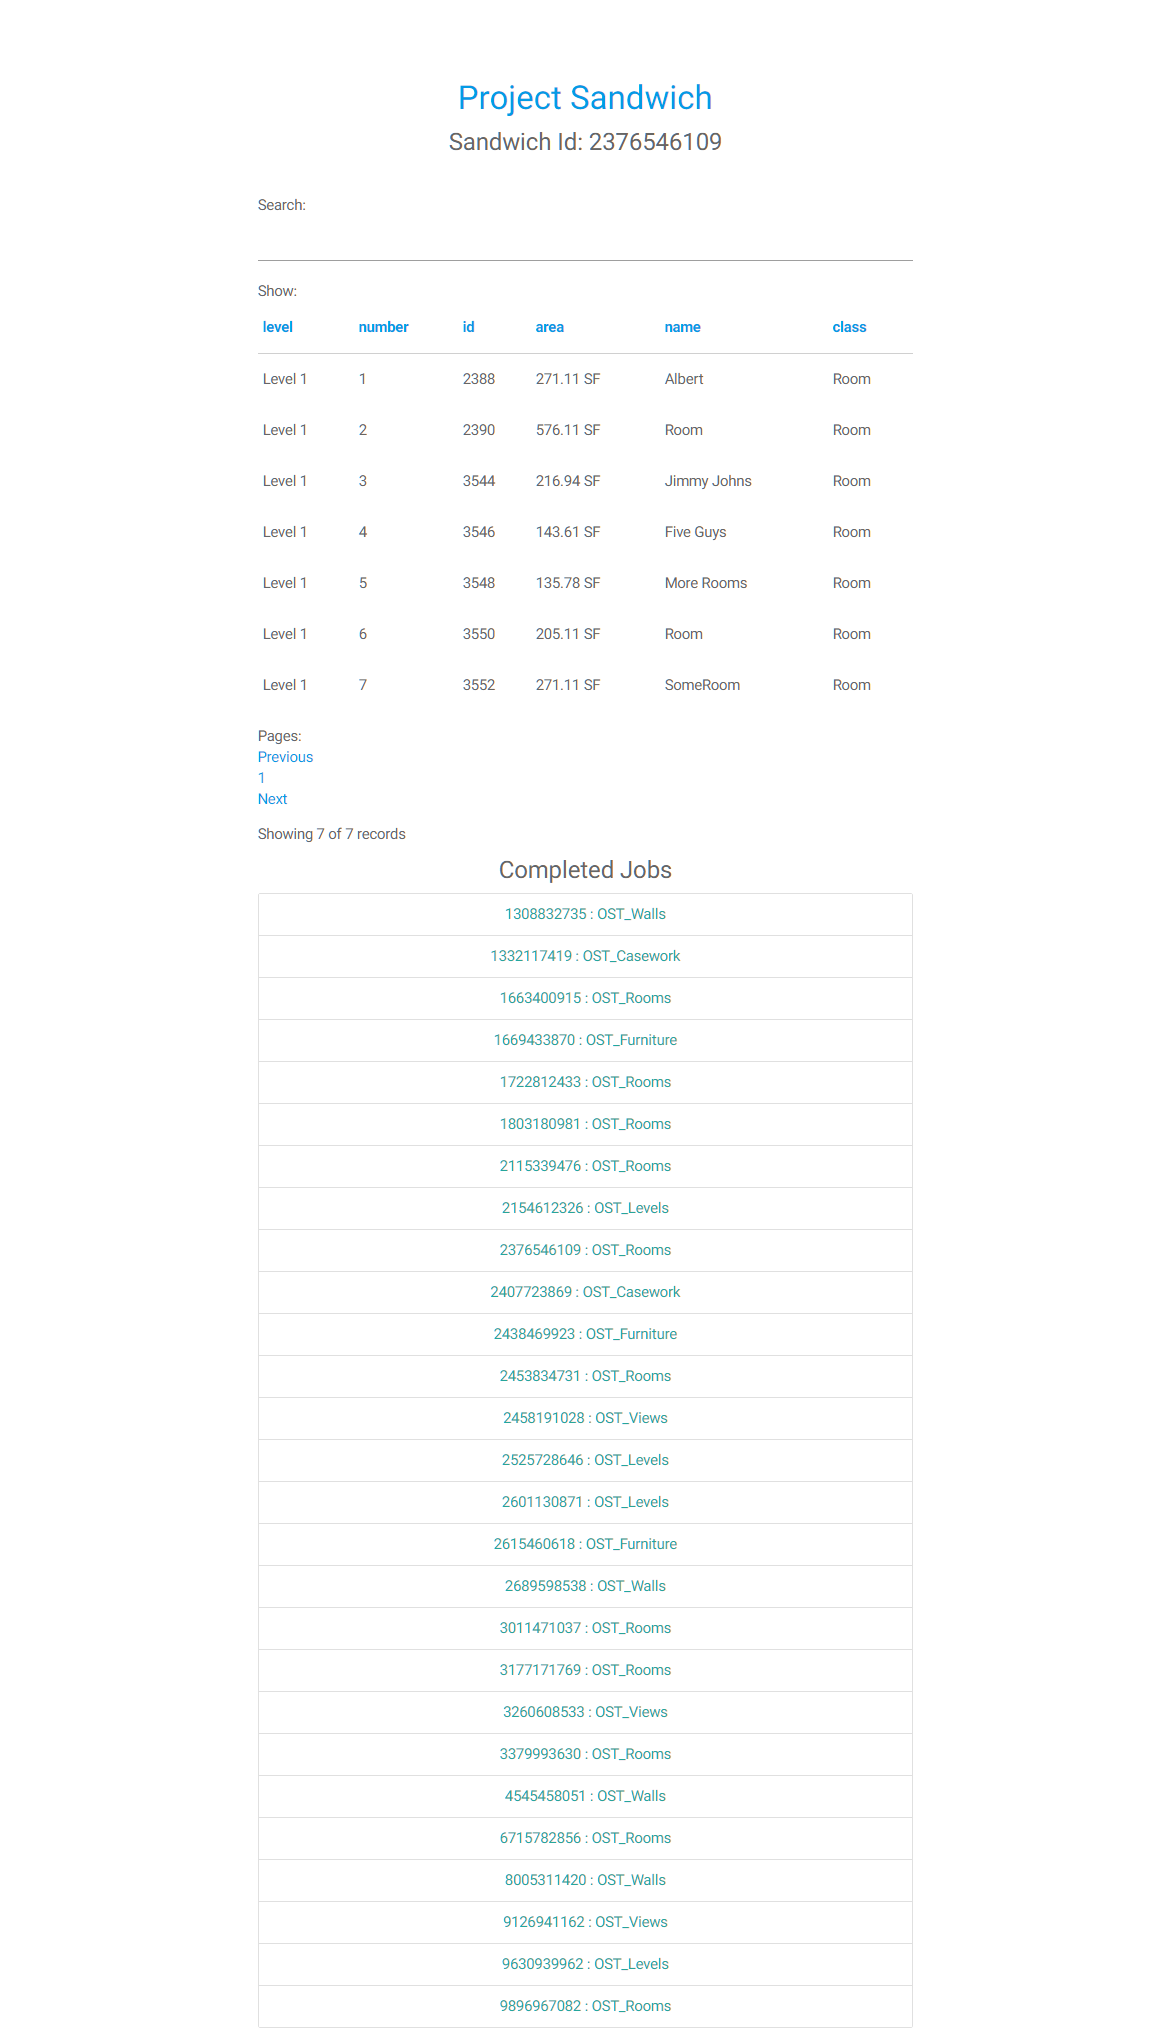 Project Sandwich
Sandwich Id: 2376546109
Search:
Show:
level number id area name class
Level 1 1 2388 271.11 SF Albert Room
Level 1 2 2390 576.11 SF Room Room
Level 1 3 3544 216.94 SF Jimmy Johns Room
Level 1 4 3546 143.61 SF Five Guys Room
Level 1 5 3548 135.78 SF More Rooms Room
Level 1 6 3550 205.11 SF Room Room
Level 1 7 3552 271.11 SF SomeRoom Room
Pages:
Previous
1
Next
Showing 7 of 7 records
Completed Jobs
1308832735 : OST_Walls
1332117419 : OST_Casework
1663400915 : OST_Rooms
1669433870 : OST_Furniture
1722812433 : OST_Rooms
1803180981 : OST_Rooms
2115339476 : OST_Rooms
2154612326 : OST_Levels
2376546109 : OST_Rooms
2407723869 : OST_Casework
2438469923 : OST_Furniture
2453834731 : OST_Rooms
2458191028 : OST_Views
2525728646 : OST_Levels
2601130871 : OST_Levels
2615460618 : OST_Furniture
2689598538 : OST_Walls
3011471037 : OST_Rooms
3177171769 : OST_Rooms
3260608533 : OST_Views
3379993630 : OST_Rooms
4545458051 : OST_Walls
6715782856 : OST_Rooms
8005311420 : OST_Walls
9126941162 : OST_Views
9630939962 : OST_Levels
9896967082 : OST_Rooms